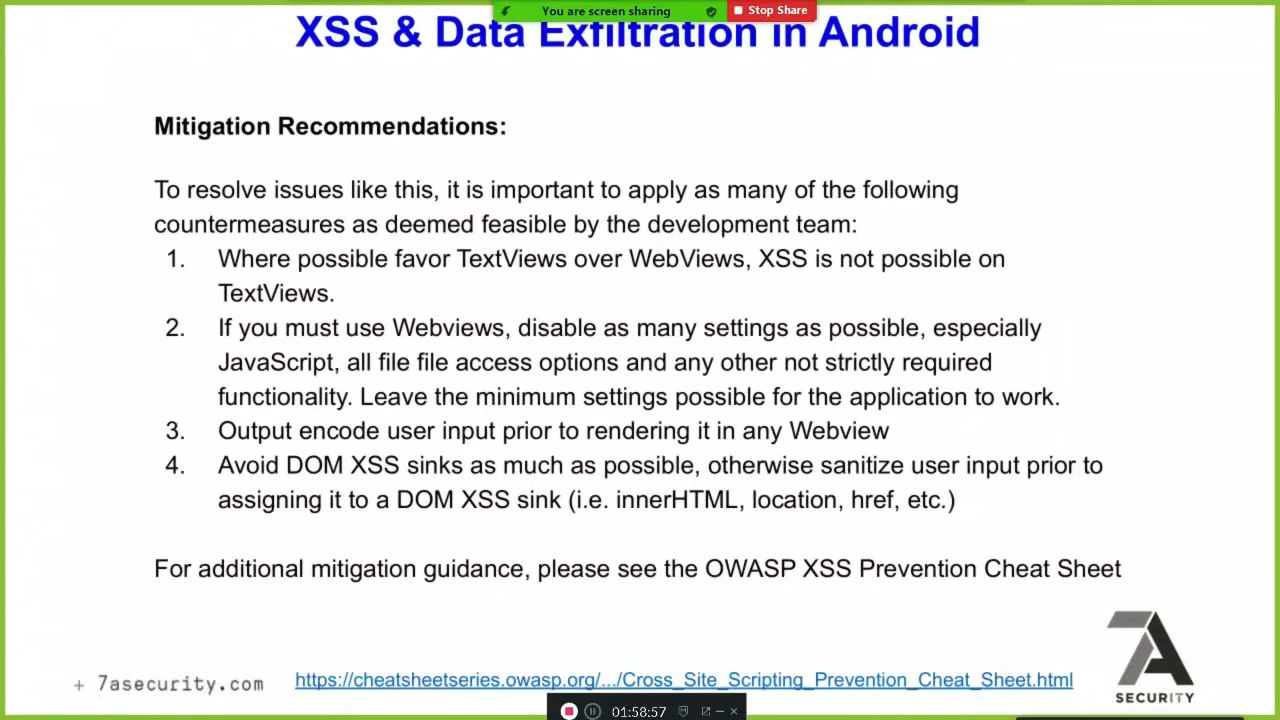 You are screen sharing
Stop Share
XSS & Data Exfiltration in Android
Mitigation Recommendations:
To resolve issues like this, it is important to apply as many of the following
countermeasures as deemed feasible by the development team:
1. Where possible favor TextViews over WebViews, XSS is not possible on
TextViews.
2. If you must use Webviews, disable as many settings as possible, especially
JavaScript, all file file access options and any other not strictly required
functionality. Leave the minimum settings possible for the application to work.
3. Output encode user input prior to rendering it in any Webview
4. Avoid DOM XSS sinks as much as possible, otherwise sanitize user input prior to
assigning it to a DOM XSS sink (i.e. innerHTML, location, href, etc.)
For additional mitigation guidance, please see the OWASP XSS Prevention Cheat Sheet
7A
SECURITY
+ 7asecurity.com
https://cheatsheetseries.owasp.org/.../Cross_Site_Scripting_Prevention_Cheat_Sheet.html
01:58:57